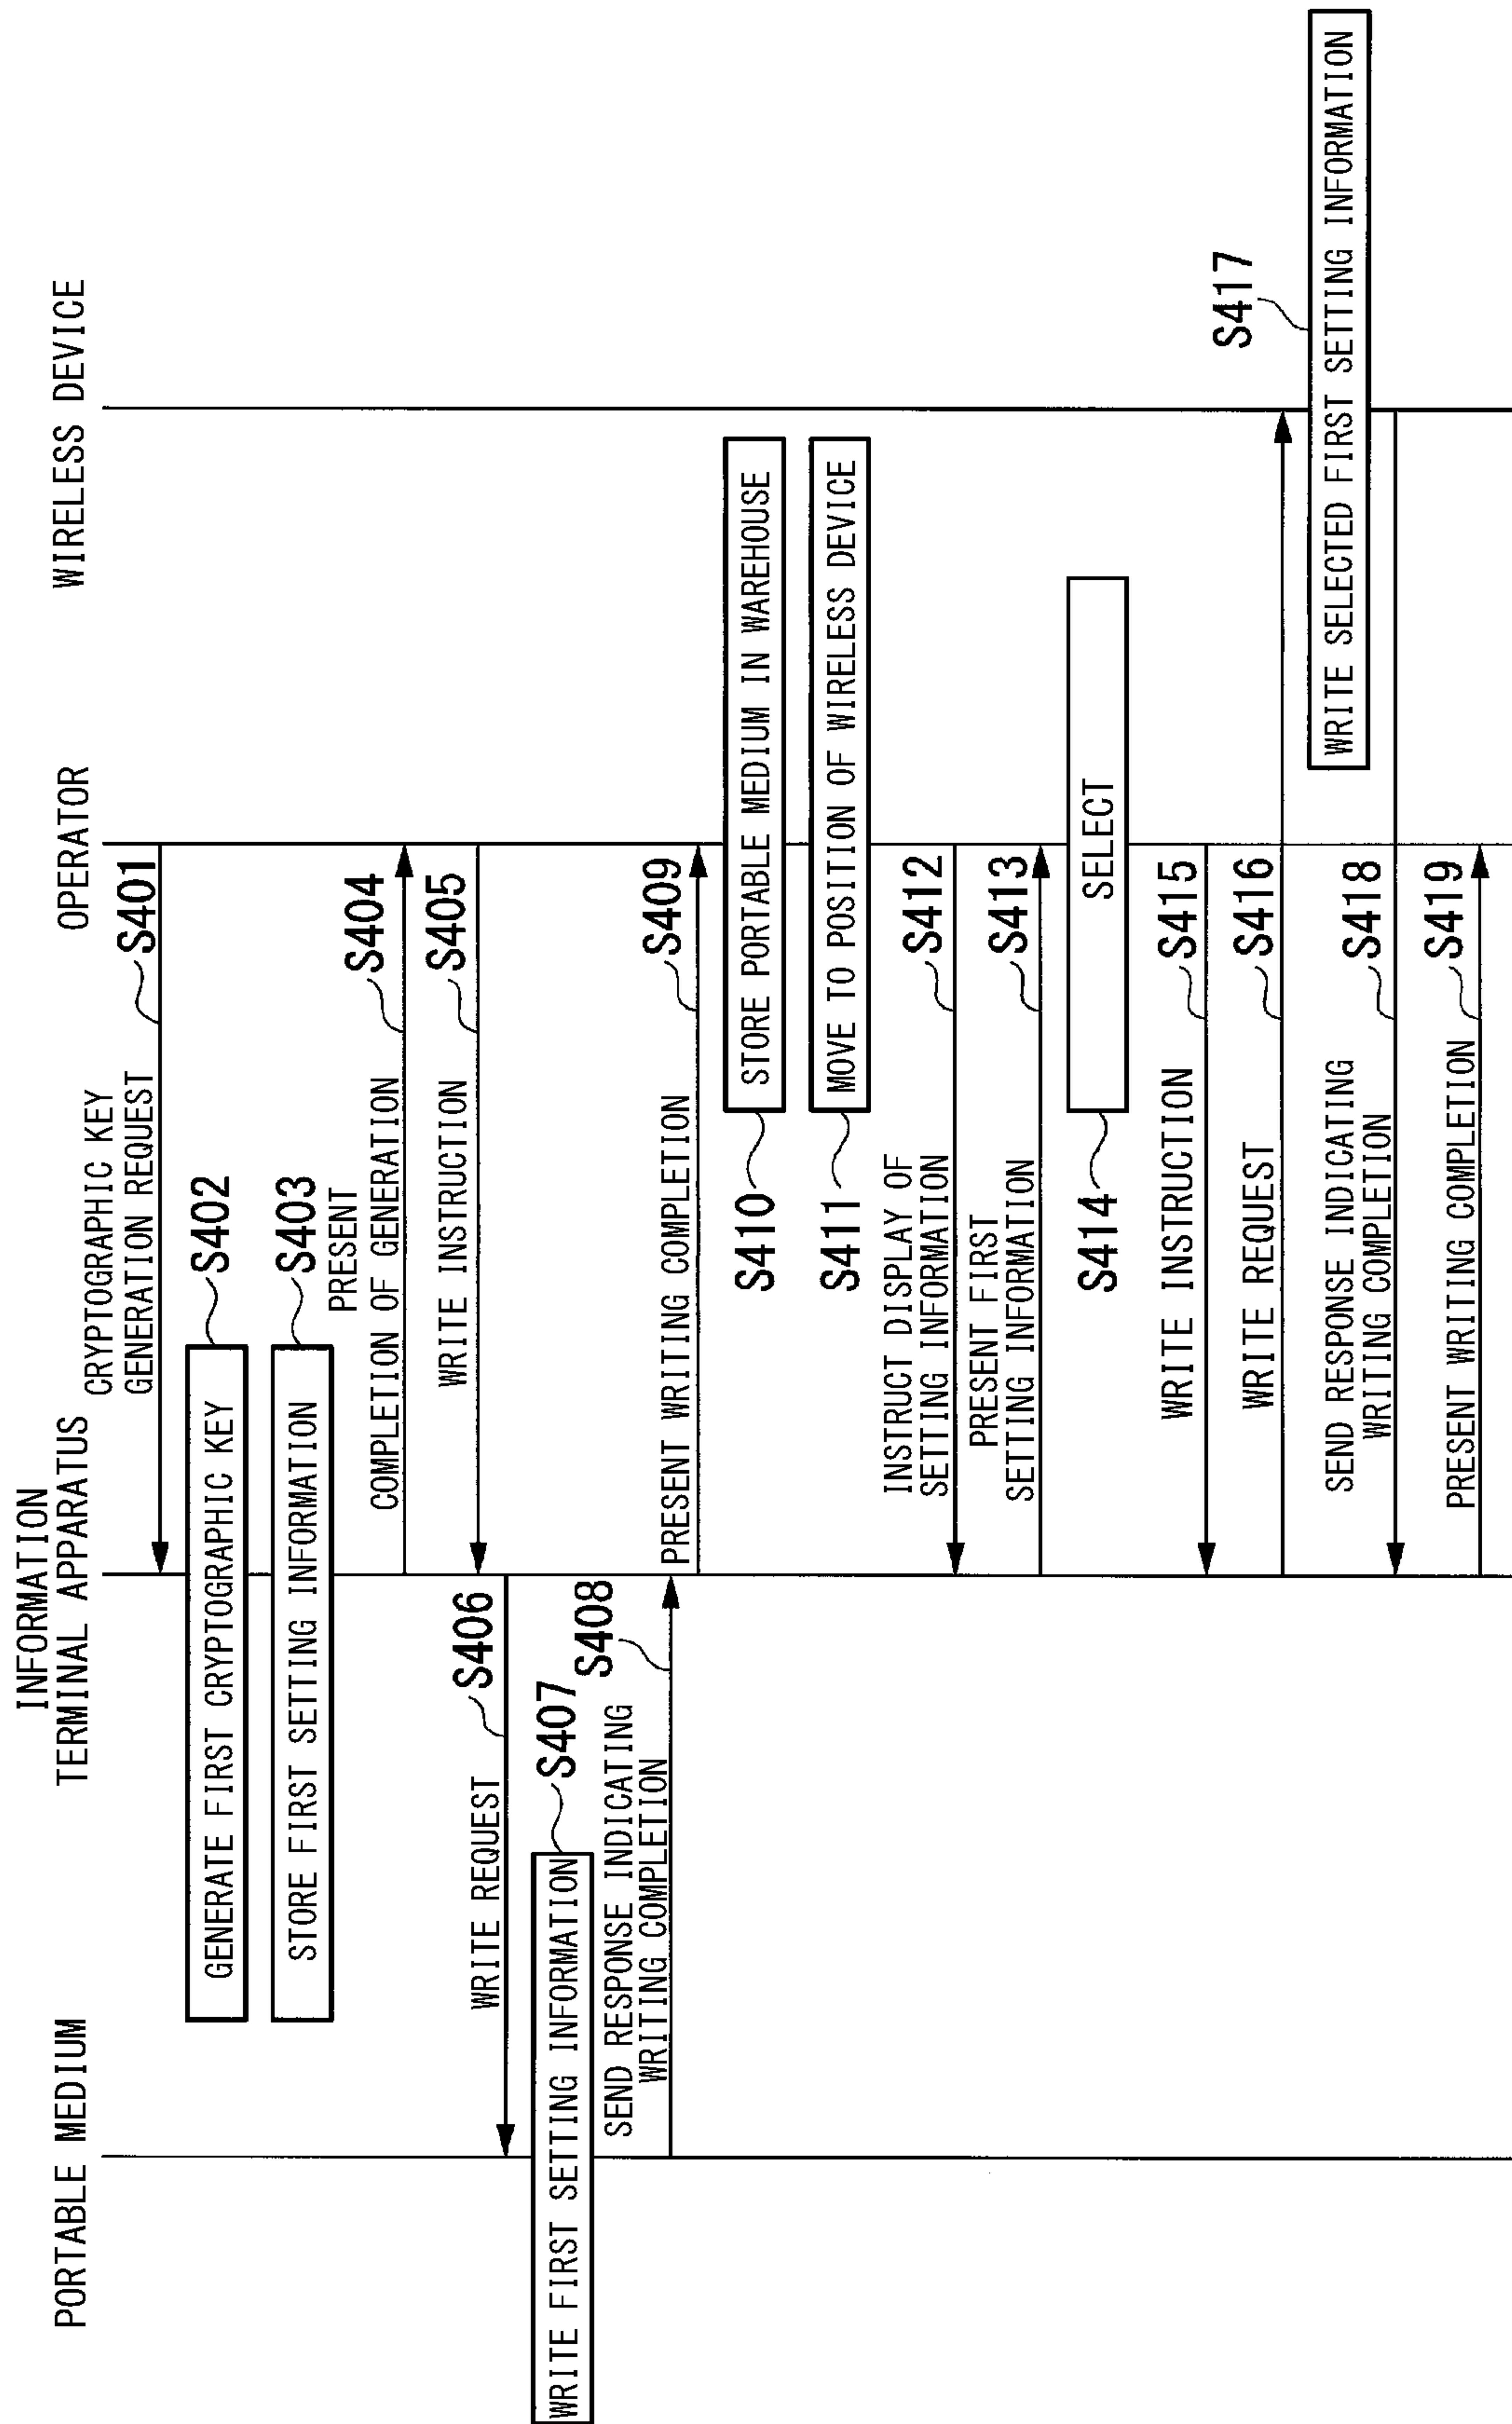 PORTABLE MEDIUM
INFORMATION
TERMINAL APPARATUS
OPERATOR
WIRELESS DEVICE
CRYPTOGRAPHIC KEY
GENERATION REQUEST
S401
GENERATE FIRST CRYPTOGRAPHIC KEY
S402
STORE FIRST SETTING INFORMATION
S403
PRESENT
COMPLETION OF GENERATION
S404
WRITE INSTRUCTION
S405
WRITE REQUEST
S406
WRITE FIRST SETTING INFORMATION
S407
SEND RESPONSE INDICATING
WRITING COMPLETION
S408
PRESENT WRITING COMPLETION
S409
S410
STORE PORTABLE MEDIUM IN WAREHOUSE
S411
MOVE TO POSITION OF WIRELESS DEVICE
INSTRUCT DISPLAY OF
SETTING INFORMATION
S412
PRESENT FIRST
SETTING INFORMATION
S413
S414
SELECT
WRITE INSTRUCTION
S415
WRITE REQUEST
S416
S417
WRITE SELECTED FIRST SETTING INFORMATION
SEND RESPONSE INDICATING
WRITING COMPLETION
S418
PRESENT WRITING COMPLETION
S419